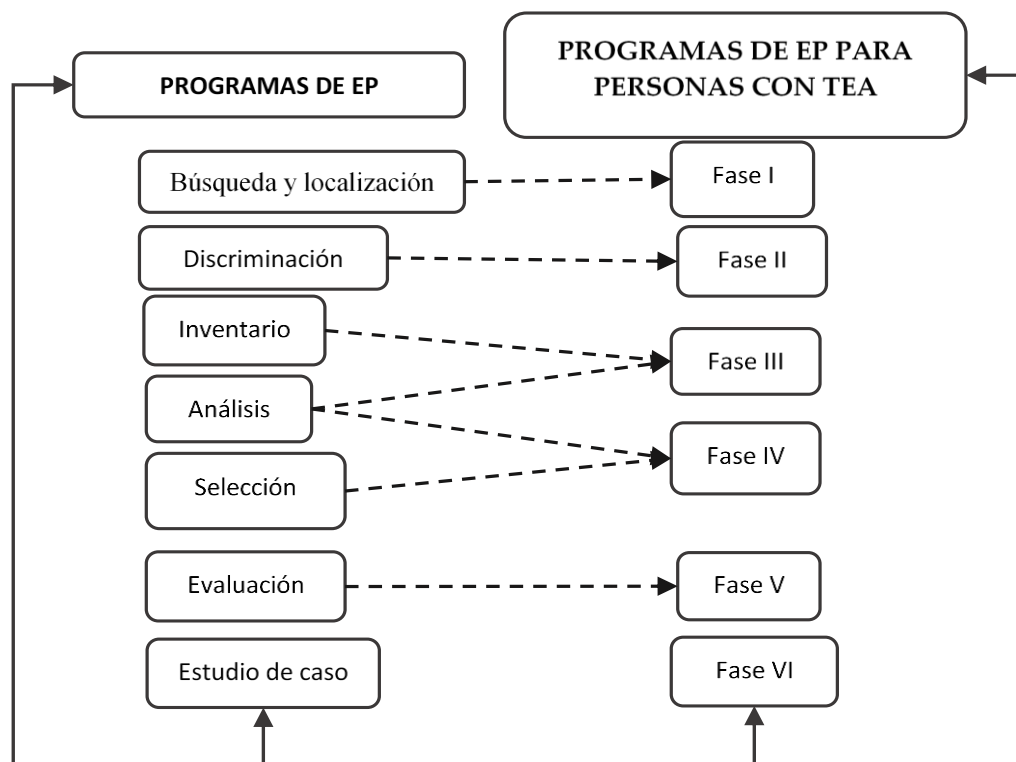 PROGRAMAS DE EP
PROGRAMAS DE EP PARA
PERSONAS CON TEA
Búsqueda y localización
Fase I
Discriminación
Fase II
Inventario
Fase III
Análisis
Fase IV
Selección
Evaluación
Fase V
Estudio de caso
Fase VI